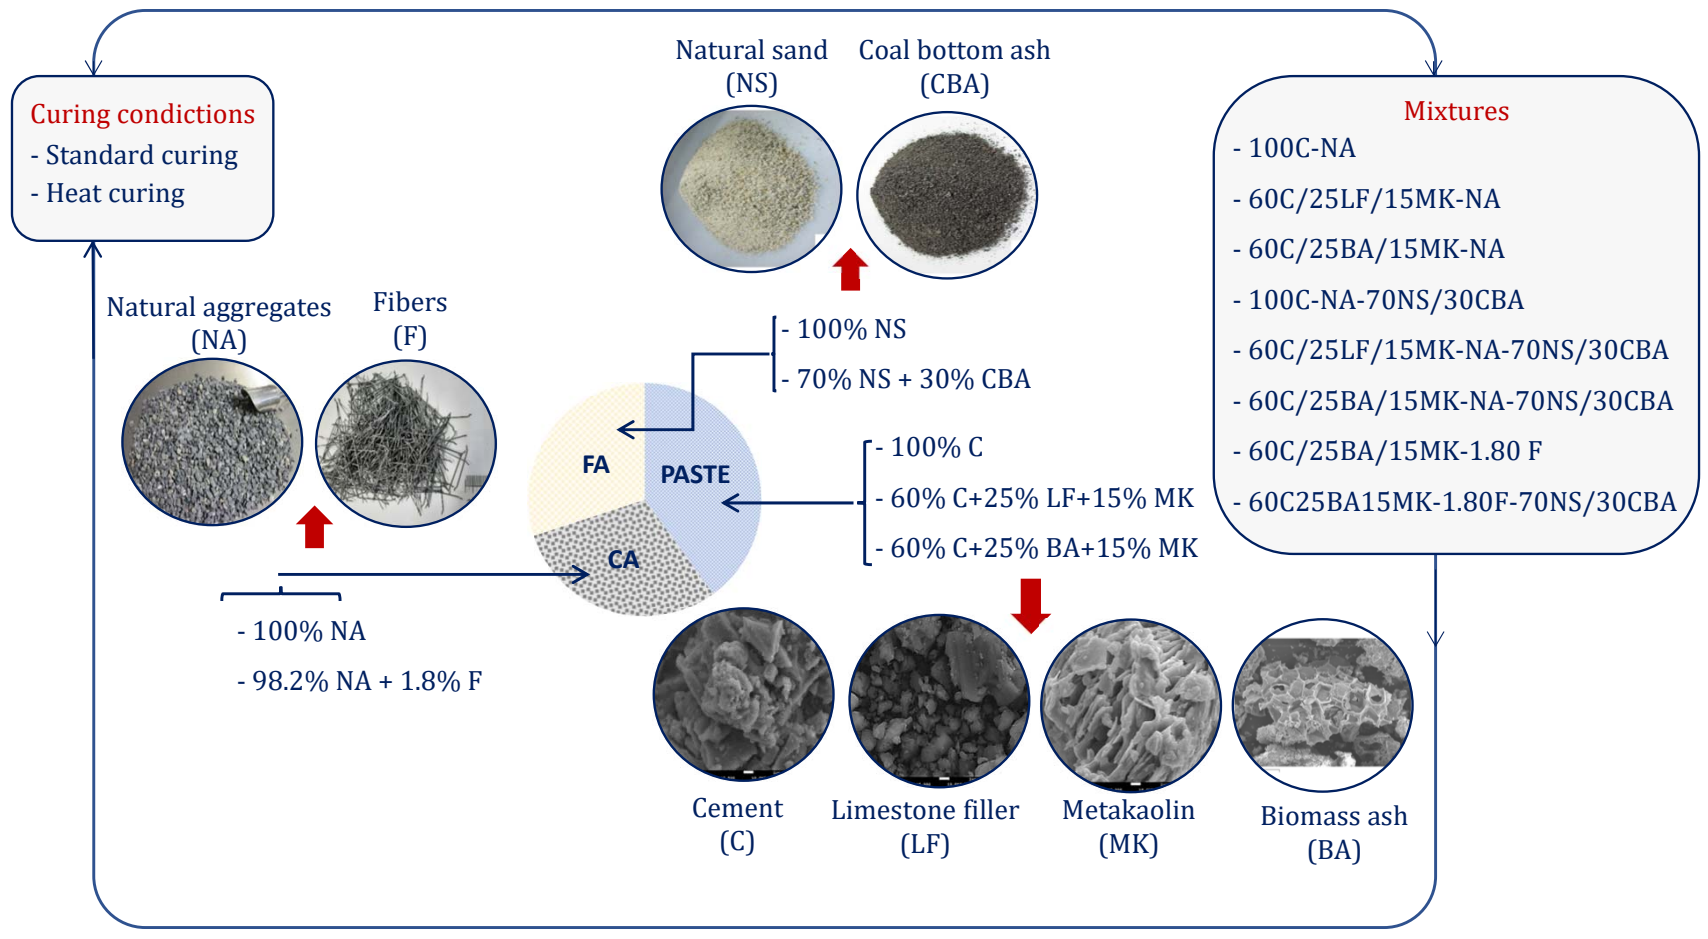 Natural sand
(NS)
Coal bottom ash
(CBA)
Curing condictions
- Standard curing
- Heat curing
Mixtures
- 100C-NA
- 60C/25LF/15MK-NA
- 60C/25BA/15MK-NA
- 100C-NA-70NS/30CBA
- 60C/25LF/15MK-NA-70NS/30CBA
- 60C/25BA/15MK-NA-70NS/30CBA
- 60C/25BA/15MK-1.80 F
- 60C25BA15MK-1.80F-70NS/30CBA
Natural aggregates
(NA)
Fibers
(F)
- 100% NS
- 70% NS + 30% CBA
FA
PASTE
CA
- 100% C
- 60% C+25% LF+15% MK
- 60% C+25% BA+15% MK
- 100% NA
- 98.2% NA + 1.8% F
Cement
(C)
Limestone filler
(LF)
Metakaolin
(MK)
Biomass ash
(BA)